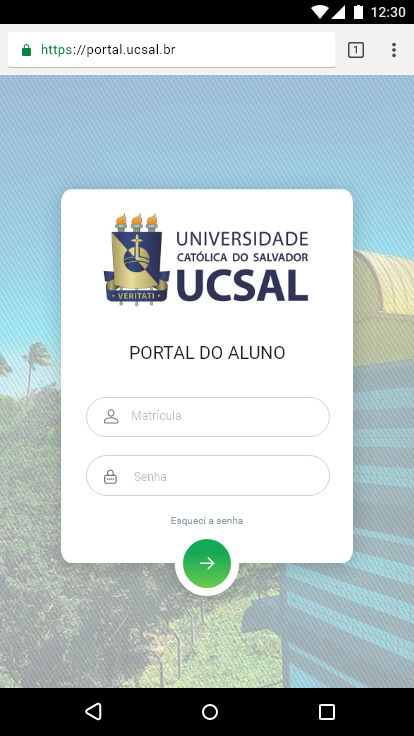 12:30
https://portal.ucsal.br
1
VERITATI
UNIVERSIDADE
CATÓLICA DO SALVADOR
UCSAL
PORTAL DO ALUNO
Matrícula
Senha
Esqueci a senha